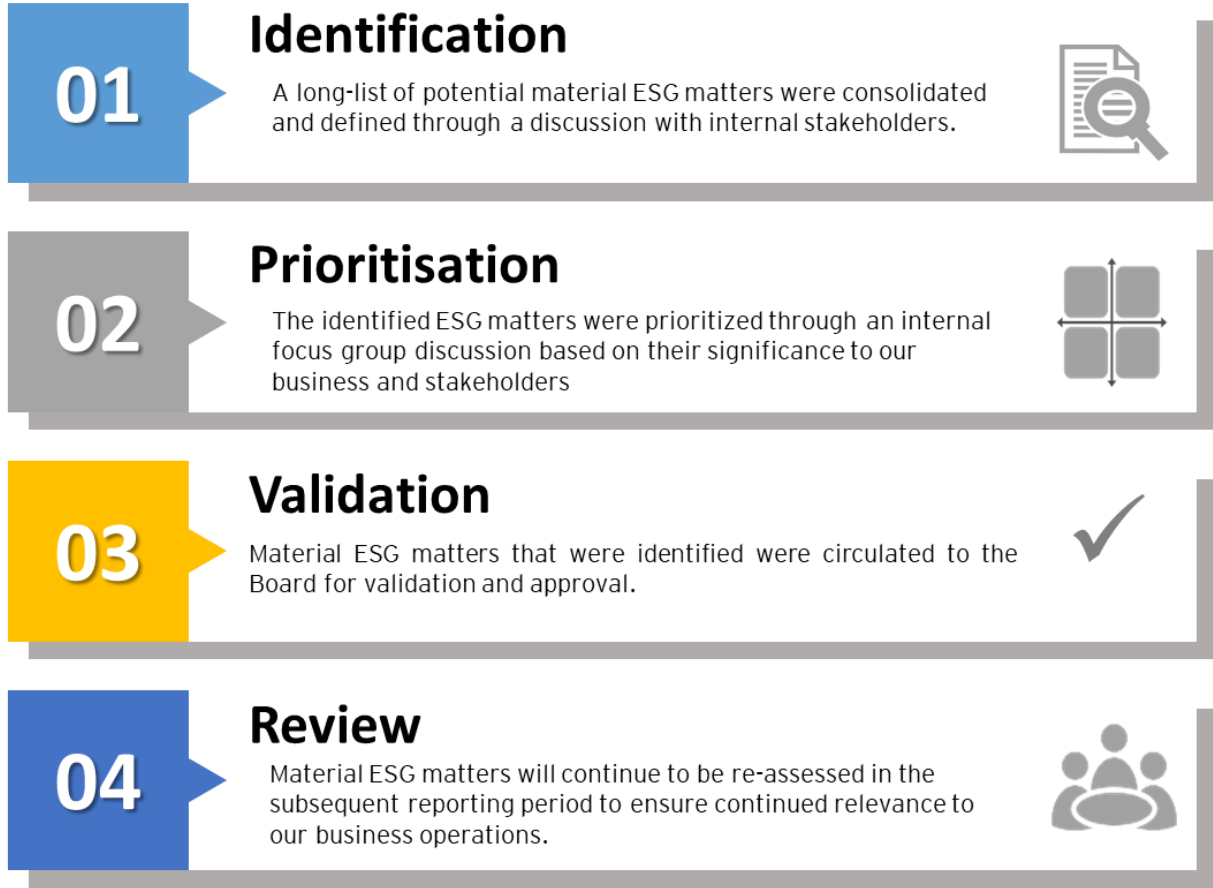 01
Identification
A long-list of potential material ESG matters were consolidated
and defined through a discussion with internal stakeholders.
02
Prioritisation
The identified ESG matters were prioritized through an internal
focus group discussion based on their significance to our
business and stakeholders
03
Validation
Material ESG matters that were identified were circulated to the
Board for validation and approval.
04
Review
Material ESG matters will continue to be re-assessed in the
subsequent reporting period to ensure continued relevance to
our business operations.